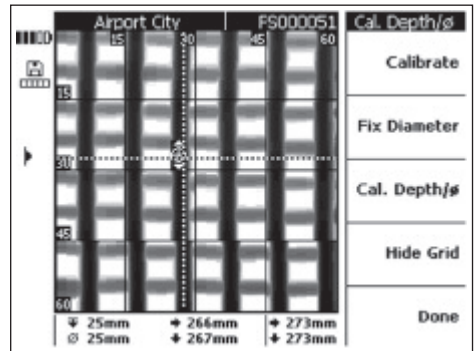 Airport City FS000051 Cal. Depth/ø
15 30 45 60
Calibrate
15
Fix Diameter
30
Cal. Depth/ø
45
Hide Grid
60
Done
25mm 266mm 273mm
ø 25mm 267mm 273mm